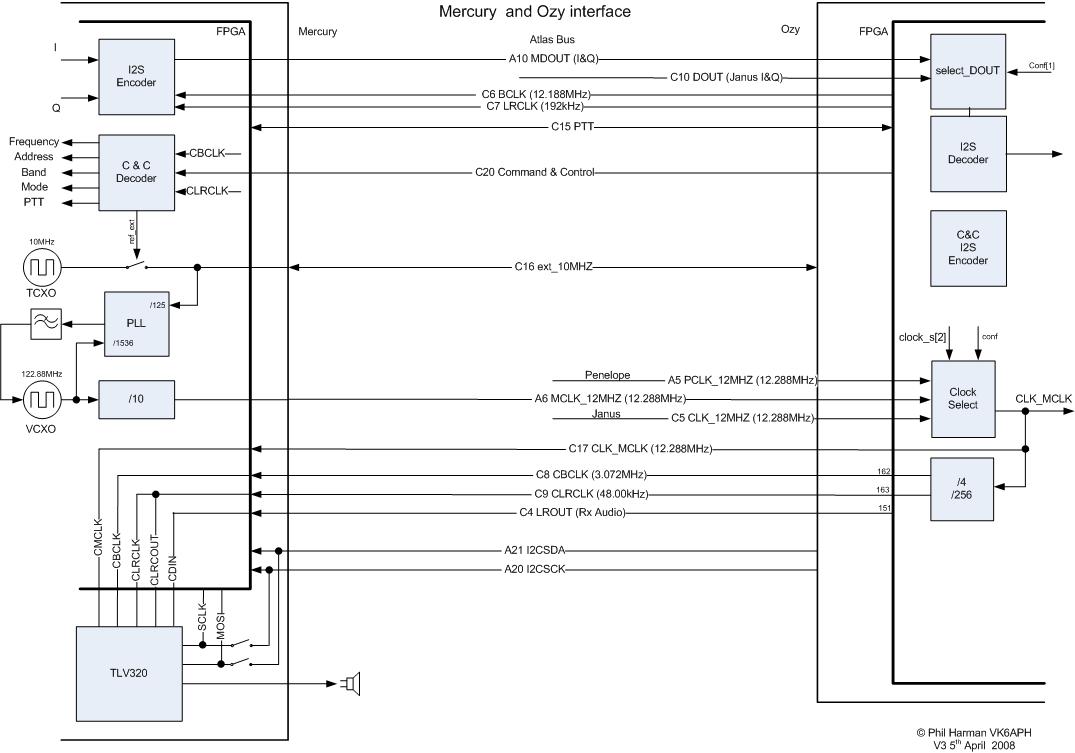 Mercury and Ozy interface
FPGA
Mercury
Atlas Bus
Ozy
FPGA
I
Q
I2S
Encoder
A10 MDOUT (I&Q)
C10 DOUT (Janus I&Q)
C6 BCLK (12.188MHz)
C7 LRCLK (192kHz)
select_DOUT
Conf[1]
C15 PTT
Frequency
Address
Band
Mode
PTT
C & C
Decoder
CBCLK
CLRCLK
C20 Command & Control
I2S
Decoder
ref_ext
C&C
I2S
Encoder
10MHz
TCXO
C16 ext_10MHZ
/125
PLL
/1536
clock_s[2]
conf
122.88MHz
VCXO
/10
Penelope
A5 PCLK_12MHZ (12.288MHz)
A6 MCLK_12MHZ (12.288MHz)
Janus
C5 CLK_12MHZ (12.288MHz)
Clock
Select
CLK_MCLK
C17 CLK_MCLK (12.288MHz)
C8 CBCLK (3.072MHz)
162
C9 CLRCLK (48.00kHz)
163
C4 LROUT (Rx Audio)
151
/4
/256
CMCLK
CBCLK
CLRCLK
CLRCOUT
CDIN
A21 I2CSDA
A20 I2CSCK
SCLK
MOSI
TLV320
© Phil Harman VK6APH
V3 5th April 2008